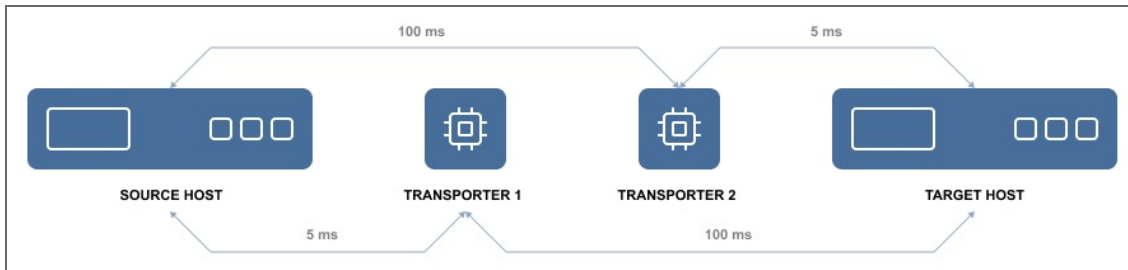 100 ms
5 ms
SOURCE HOST
TRANSPORTER 1
TRANSPORTER 2
TARGET HOST
5 ms
100 ms